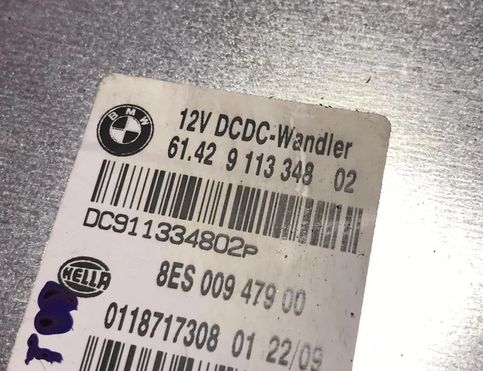 BMW
12V DCDC-Wandler
61.42 9 113 348 02
DC911334802P
HELLA
8ES 009 479 00
0118717308 01 22/09